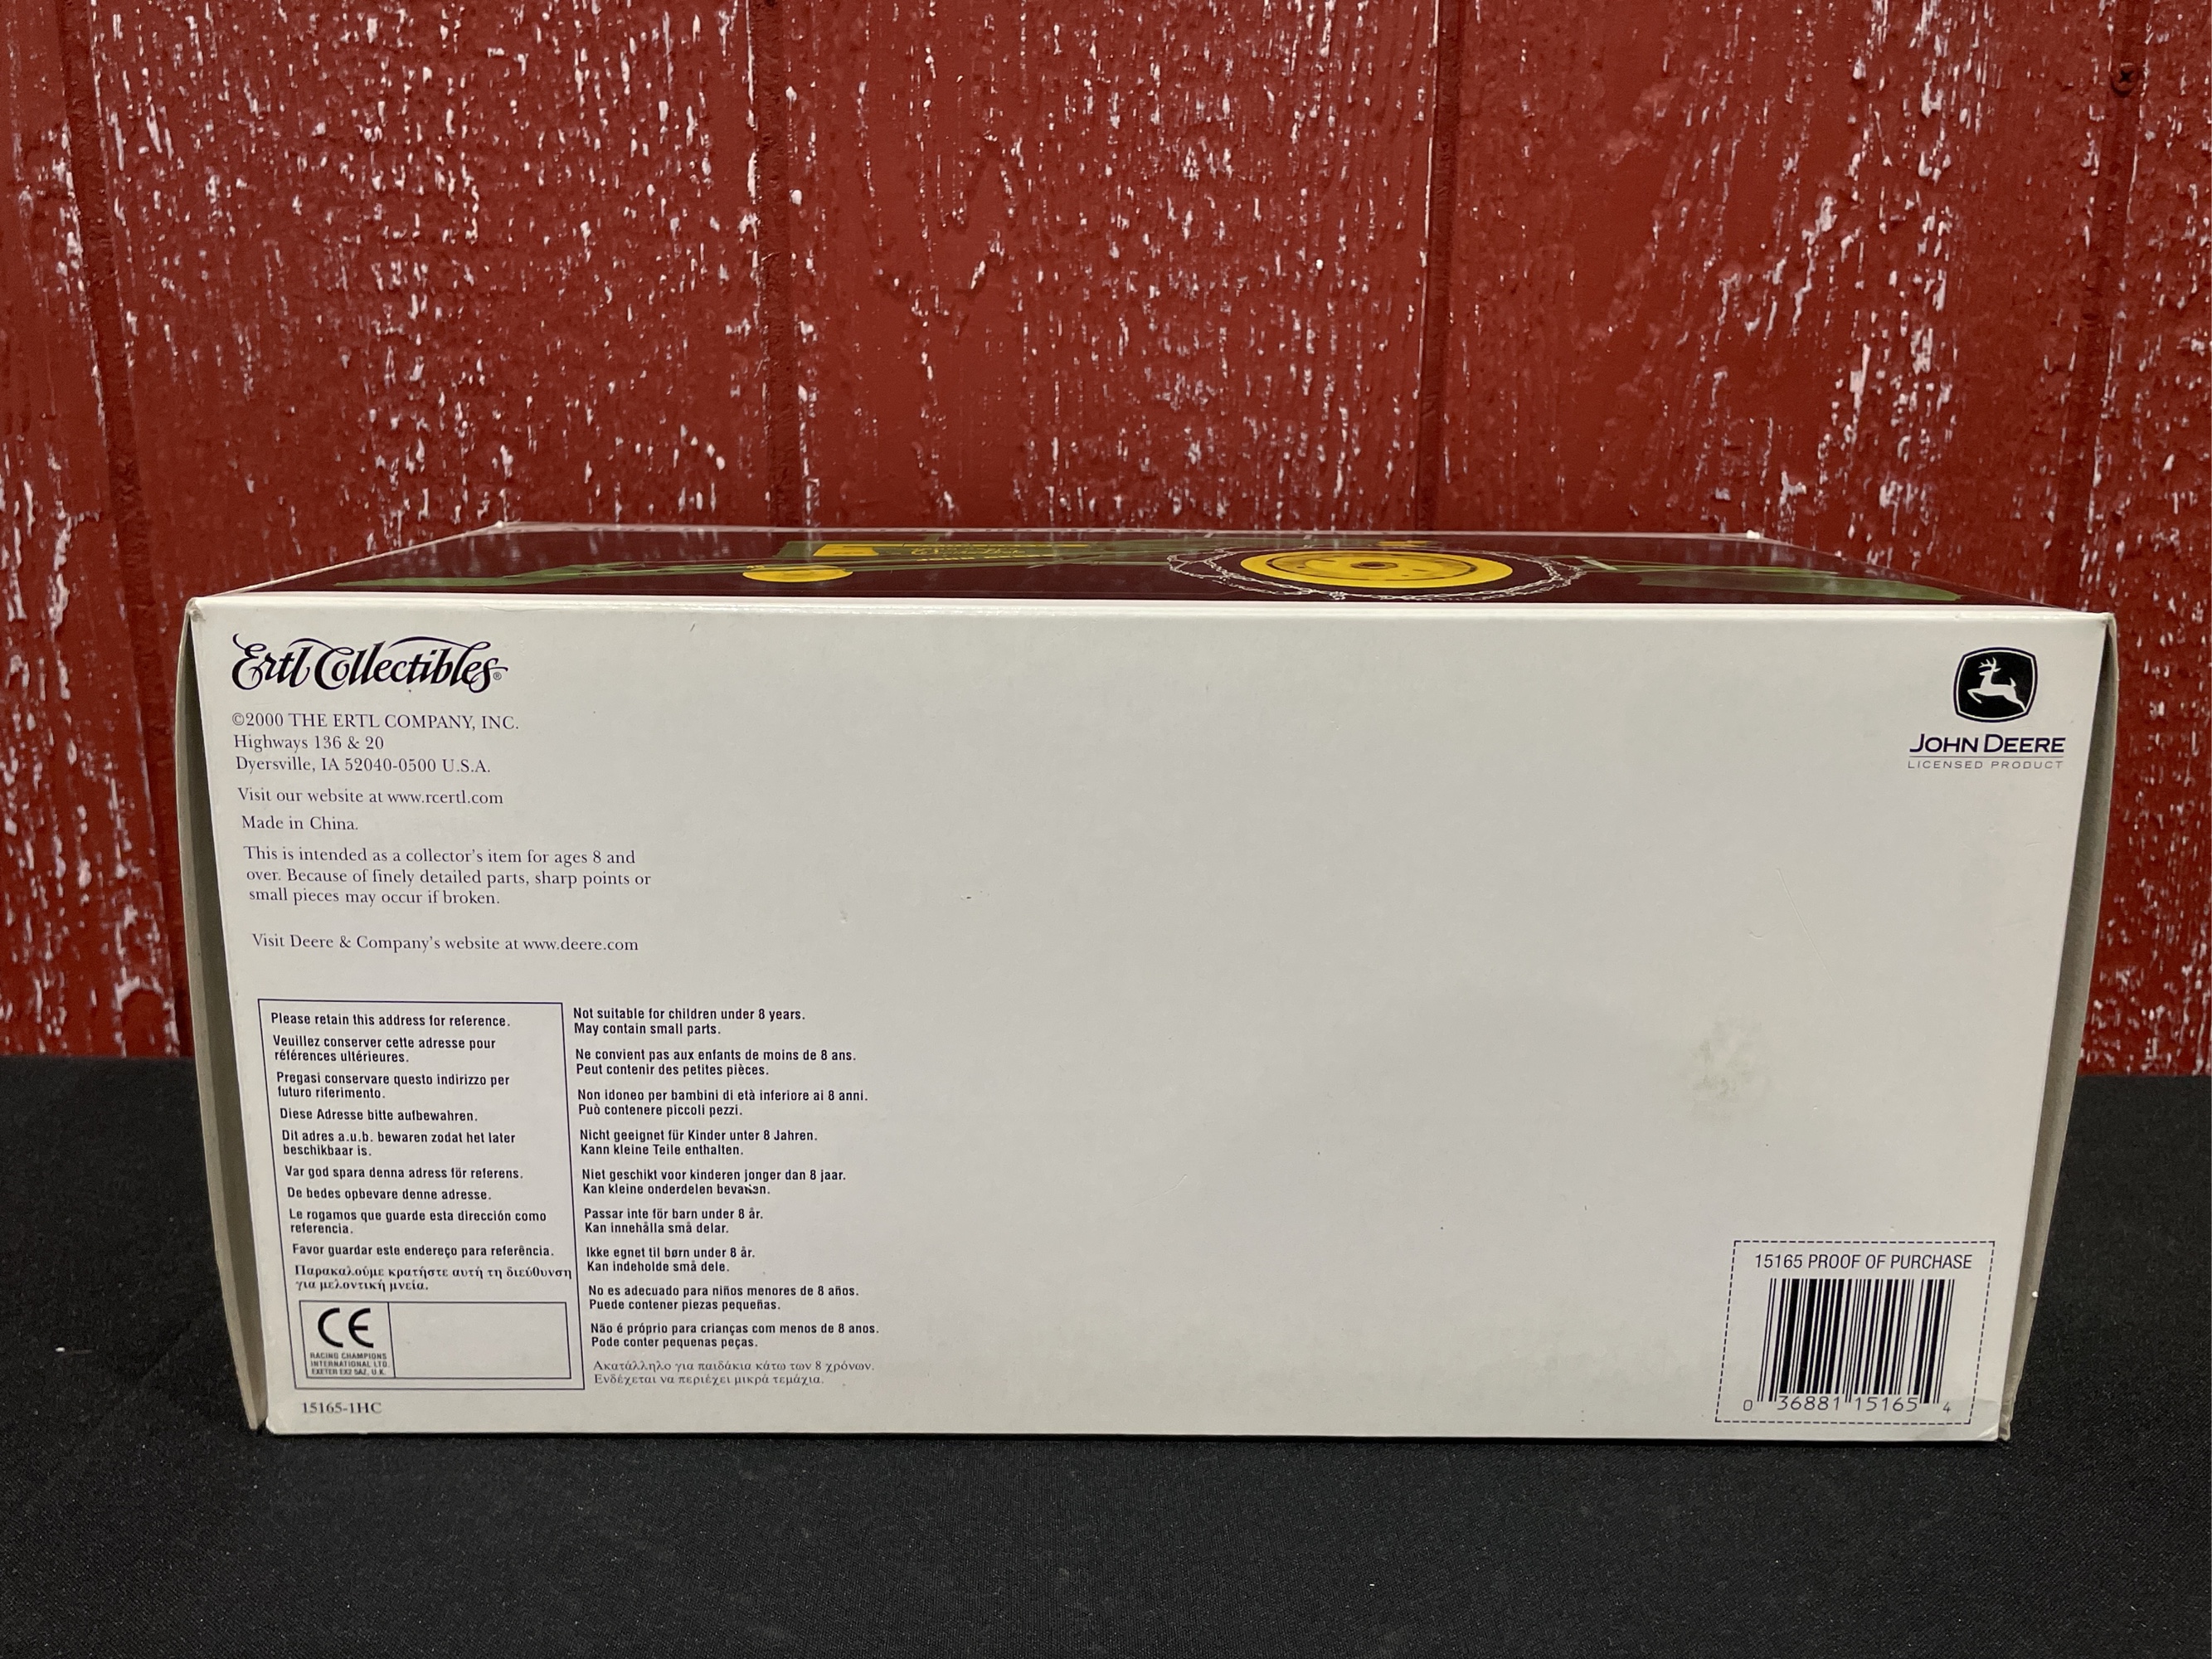 Ertl Collectibles®
©2000 THE ERTL COMPANY, INC.
Highways 136 & 20
Dyersville, IA 52040-0500 U.S.A.
Visit our website at www.rcertl.com
Made in China.
This is intended as a collector's item for ages 8 and
over. Because of finely detailed parts, sharp points or
small pieces may occur if broken.
Visit Deere & Company's website at www.deere.com
JOHN DEERE
LICENSED PRODUCT
Please retain this address for reference.
Veuillez conserver cette adresse pour
références ultérieures.
Pregasi conservare questo indirizzo per
futuro riferimento.
Diese Adresse bitte aufbewahren.
Dit adres a.u.b. bewaren zodat het later
beschikbaar is.
Var god spara denna adress för referens.
De bedes opbevare denne adresse.
Le rogamos que guarde esta dirección como
referencia.
Favor guardar este endereço para referência.
Παρακαλούμε κρατήστε αυτή τη διεύθυνση
για μελοντική μνεία.
CE
RACING CHAMPIONS
INTERNATIONAL LTD.
EXETER EX2 5AZ, U.K.
15165-1HC
Not suitable for children under 8 years.
May contain small parts.
Ne convient pas aux enfants de moins de 8 ans.
Peut contenir des petites pièces.
Non idoneo per bambini di età inferiore ai 8 anni.
Può contenere piccoli pezzi.
Nicht geeignet für Kinder unter 8 Jahren.
Kann kleine Teile enthalten.
Niet geschikt voor kinderen jonger dan 8 jaar.
Kan kleine onderdelen bevatten.
Passar inte för barn under 8 år.
Kan innehålla små delar.
Ikke egnet til børn under 8 år.
Kan indeholde små dele.
No es adecuado para niños menores de 8 años.
Puede contener piezas pequeñas.
Não é próprio para crianças com menos de 8 anos.
Pode conter pequenas peças.
Ακατάλληλο για παιδάκια κάτω των 8 χρόνων.
Ενδέχεται να περιέχει μικρά τεμάχια.
15165 PROOF OF PURCHASE
0 36881 15165 4